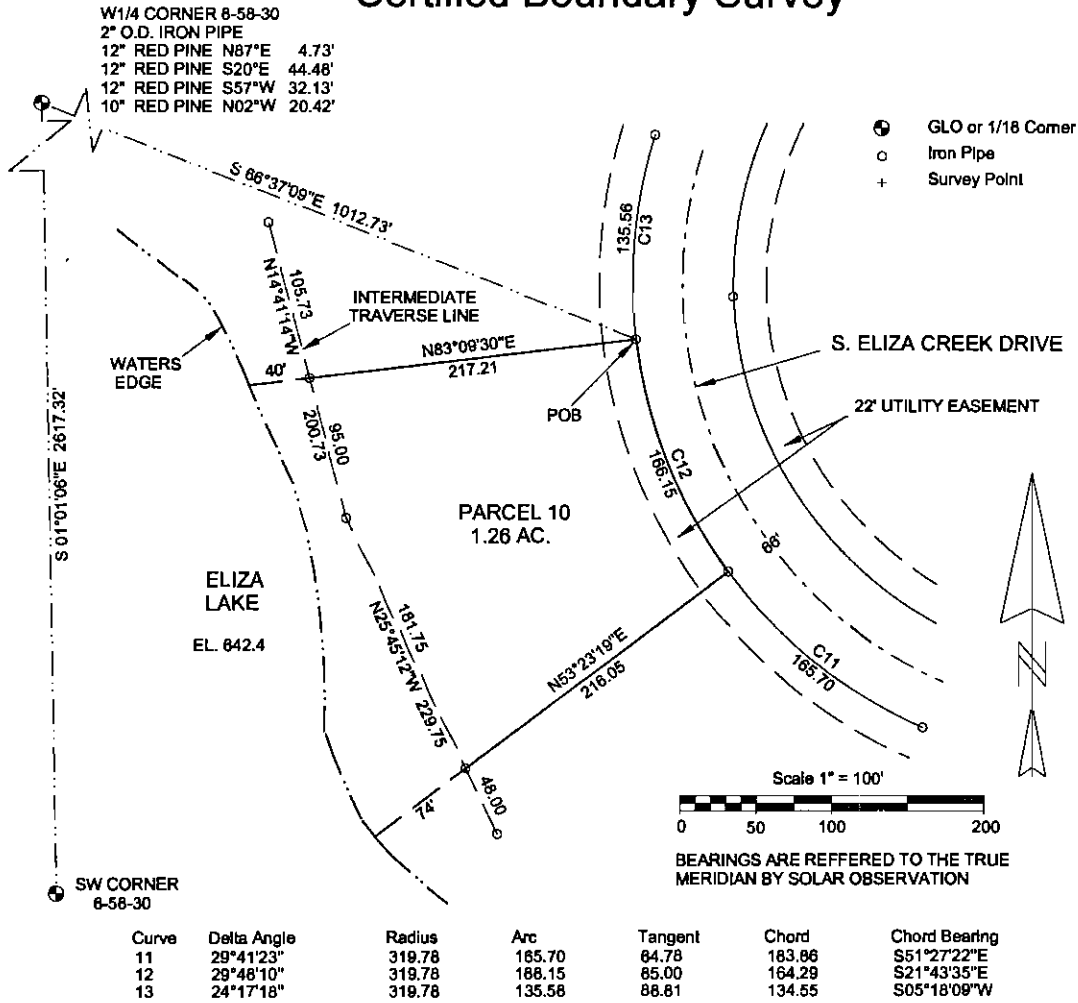 Certified Boundary Survey
W1/4 CORNER 6-58-30
2" O.D. IRON PIPE
12" RED PINE N87°E 4.73'
12" RED PINE S20°E 44.48'
12" RED PINE S57°W 32.13'
10" RED PINE N02°W 20.42'
GLO or 1/16 Corner
Iron Pipe
Survey Point
S 66°37'09"E 1012.73'
135.56
C13
105.73
N14°41'14"W
INTERMEDIATE
TRAVERSE LINE
WATERS
EDGE
40'
N83°09'30"E
217.21
POB
S. ELIZA CREEK DRIVE
22' UTILITY EASEMENT
95.00
200.73
C12
166.15
S 01°01'06"E 2617.32'
PARCEL 10
1.26 AC.
66'
ELIZA
LAKE
EL. 642.4
181.75
N25°45'12"W 229.75
N53°23'19"E
216.05
C11
165.70
N
74'
48.00
Scale 1" = 100'
0 50 100 200
BEARINGS ARE REFFERED TO THE TRUE
MERIDIAN BY SOLAR OBSERVATION
SW CORNER
6-58-30
Curve Delta Angle Radius Arc Tangent Chord Chord Bearing
11 29°41'23" 319.78 165.70 84.78 163.86 S51°27'22"E
12 29°46'10" 319.78 166.15 85.00 164.29 S21°43'35"E
13 24°17'18" 319.78 135.56 68.81 134.55 S05°18'09"W